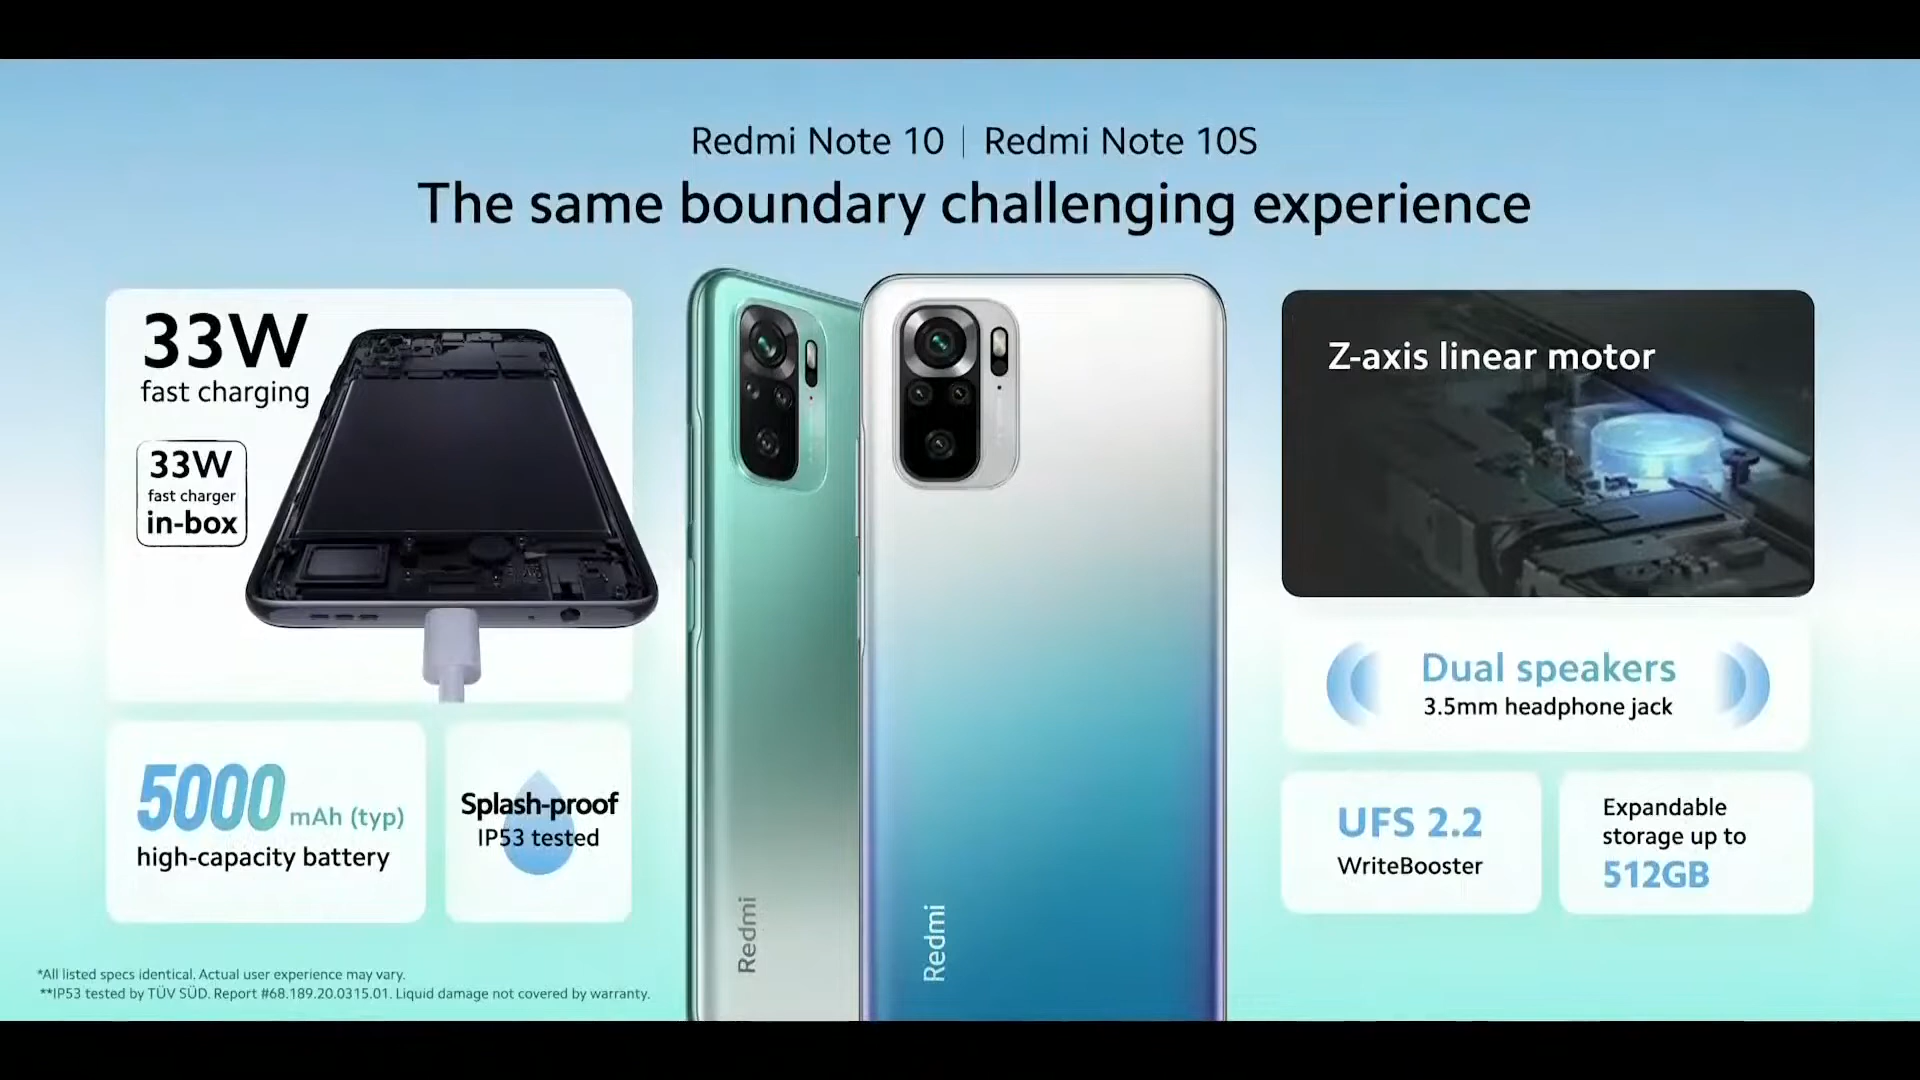 Redmi Note 10 | Redmi Note 10S
The same boundary challenging experience
33W
fast charging
33W
fast charger
in-box
5000 mAh (typ)
high-capacity battery
Splash-proof
IP53 tested
Redmi
Redmi
Z-axis linear motor
Dual speakers
3.5mm headphone jack
UFS 2.2
WriteBooster
Expandable
storage up to
512GB
*All listed specs identical. Actual user experience may vary.
**IP53 tested by TÜV SÜD. Report #68.189.20.0315.01. Liquid damage not covered by warranty.